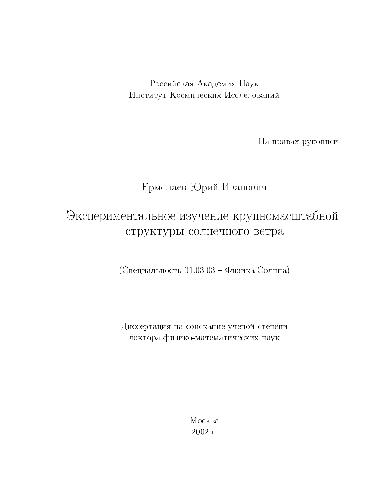 Российская Академия Наук
Институт Космических Исследований
На правах рукописи
Ермолаев Юрий Иванович
Экспериментальное изучение крупномасштабной
структуры солнечного ветра
(Специальность 01.03.03 – Физика Солнца)
Диссертация на соискание ученой степени
доктора физико-математических наук
Москва
2002 г.